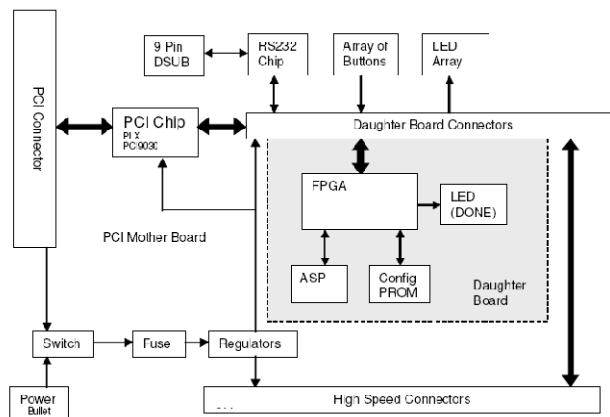 9 Pin
DSUB
RS232
Chip
Array of
Buttons
LED
Array
PCI Connector
PCI Chip
PLX
PCI9030
Daughter Board Connectors
FPGA
LED
(DONE)
PCI Mother Board
ASP
Config
PROM
Daughter
Board
Switch
Fuse
Regulators
Power
Bullet
High Speed Connectors